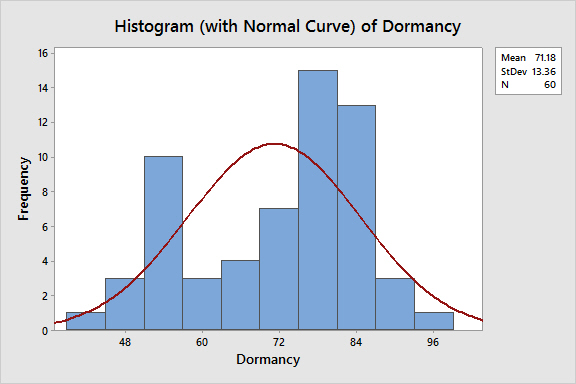 Histogram (with Normal Curve) of Dormancy
Mean 71.18
StDev 13.36
N 60
Frequency
16
14
12
10
8
6
4
2
0
48 60 72 84 96
Dormancy